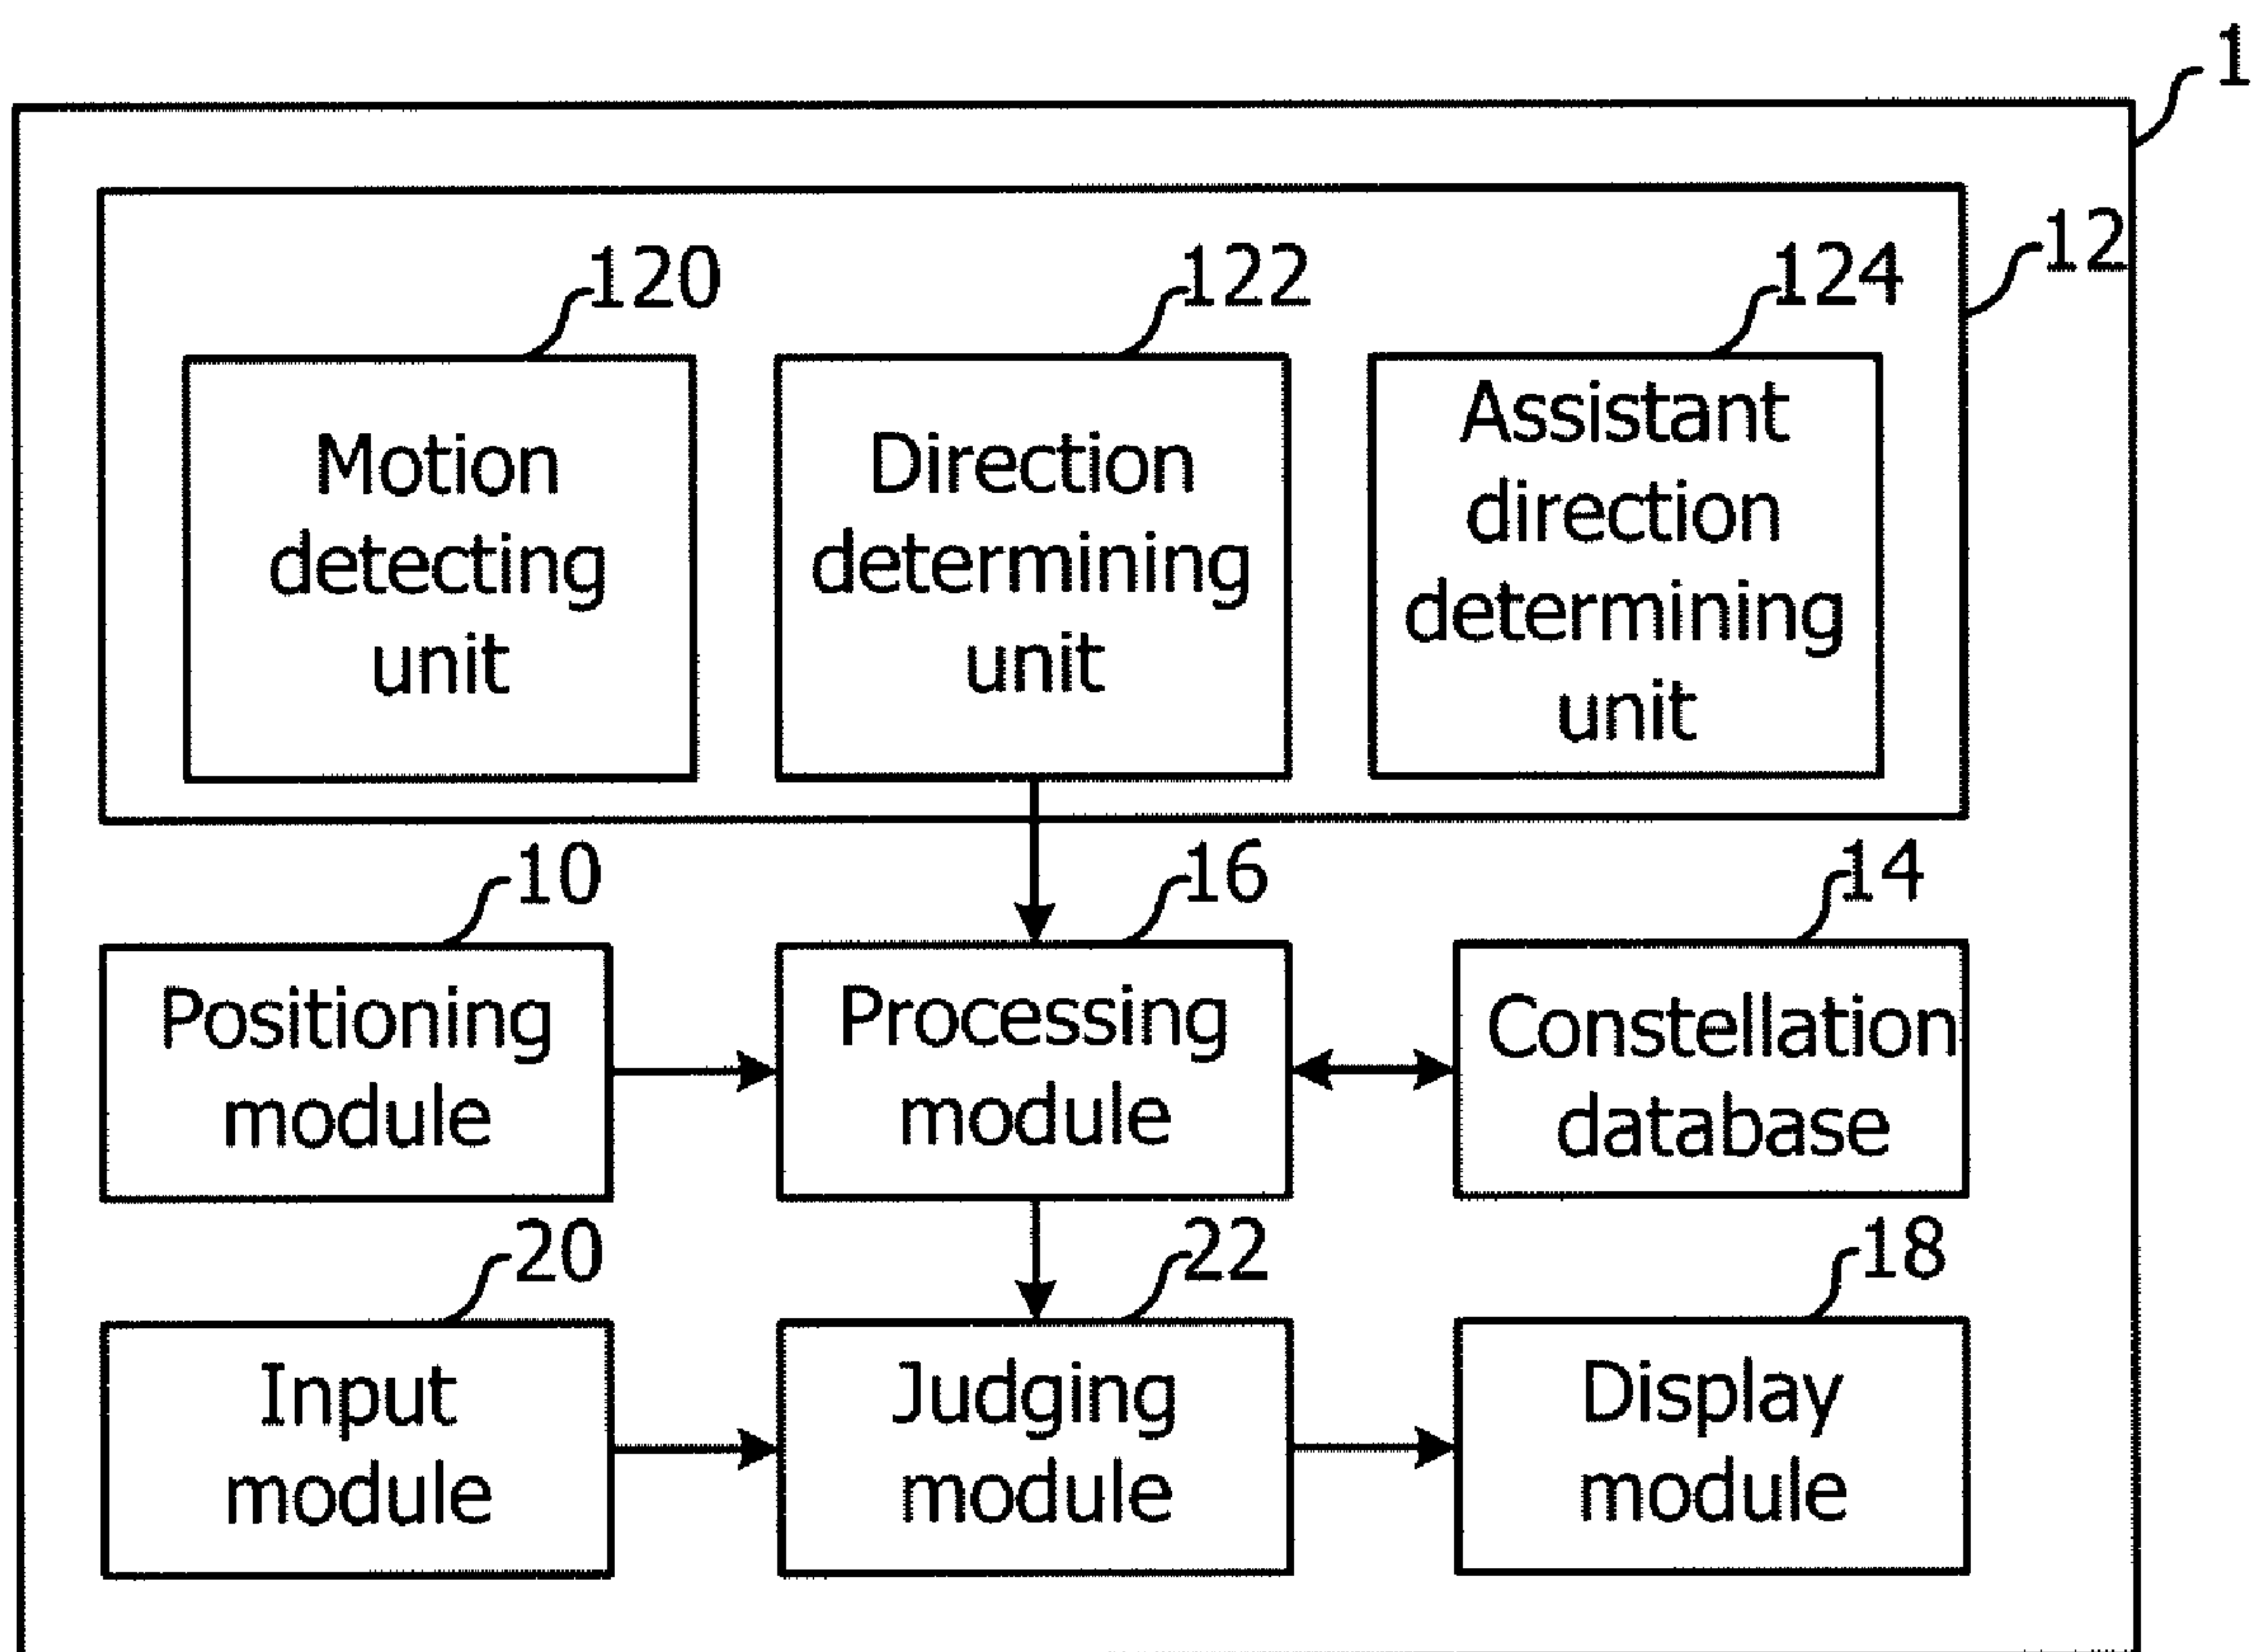 1
12
120
122
124
Motion
detecting
unit
Direction
determining
unit
Assistant
direction
determining
unit
10
16
14
Positioning
module
Processing
module
Constellation
database
20
22
18
Input
module
Judging
module
Display
module